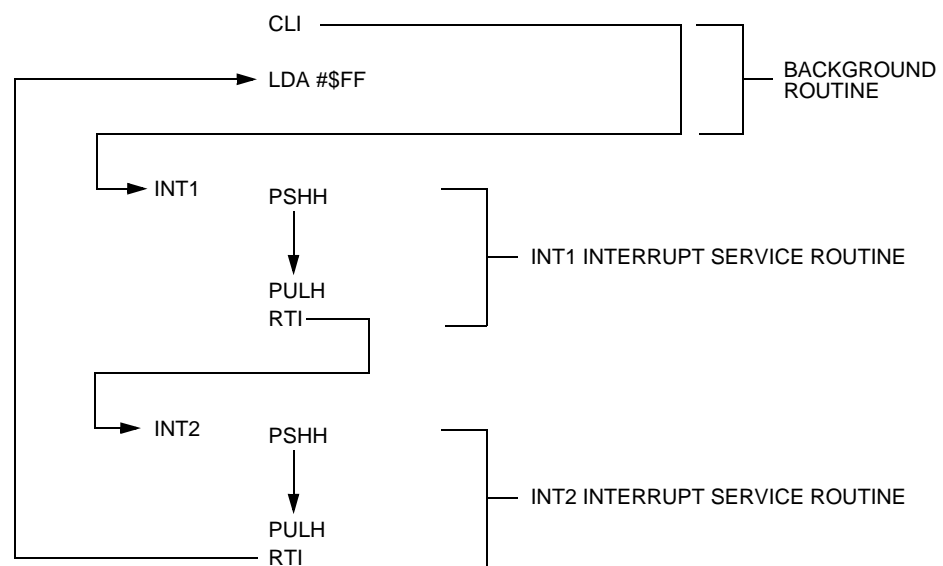 CLI
LDA #$FF
BACKGROUND
ROUTINE
INT1
PSHH
INT1 INTERRUPT SERVICE ROUTINE
PULH
RTI
INT2
PSHH
INT2 INTERRUPT SERVICE ROUTINE
PULH
RTI